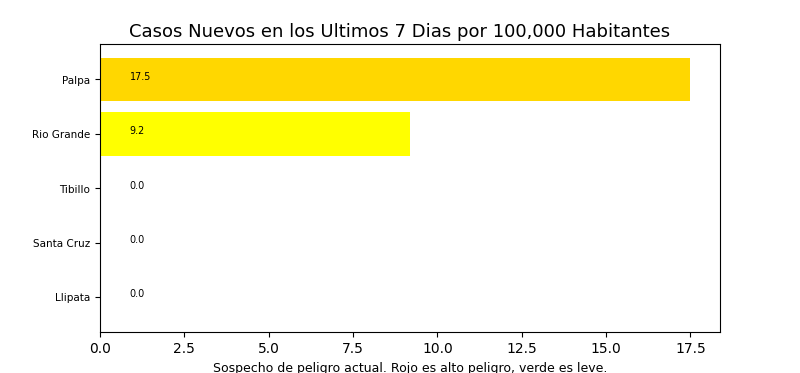 Casos Nuevos en los Ultimos 7 Dias por 100,000 Habitantes
Palpa 17.5
Rio Grande 9.2
Tibillo 0.0
Santa Cruz 0.0
Llipata 0.0
0.0 2.5 5.0 7.5 10.0 12.5 15.0 17.5
Sospecho de peligro actual. Rojo es alto peligro, verde es leve.